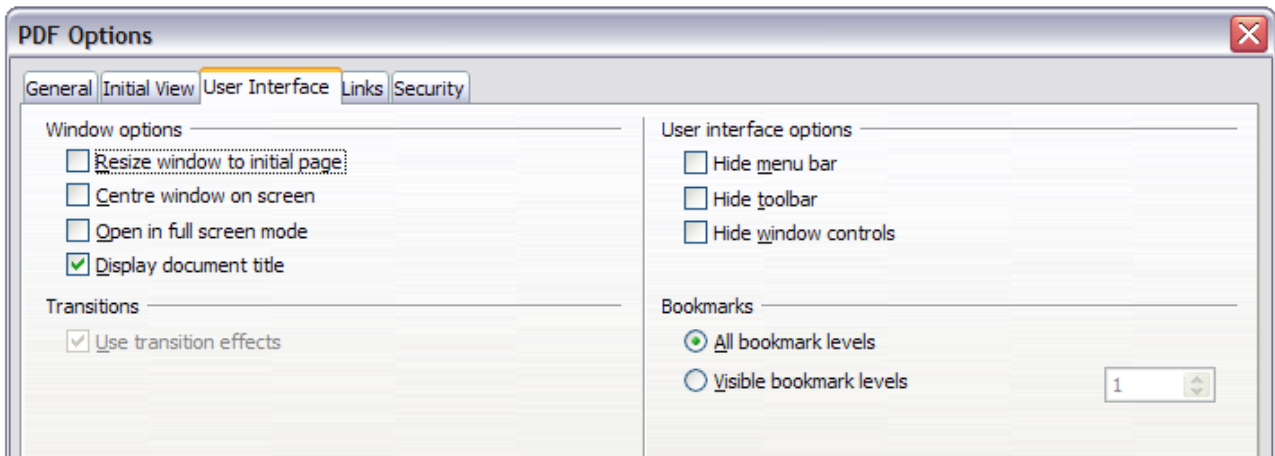 PDF Options
General Initial View User Interface Links Security
Window options
Resize window to initial page
Centre window on screen
Open in full screen mode
Display document title
Transitions
Use transition effects
User interface options
Hide menu bar
Hide toolbar
Hide window controls
Bookmarks
All bookmark levels
Visible bookmark levels 1